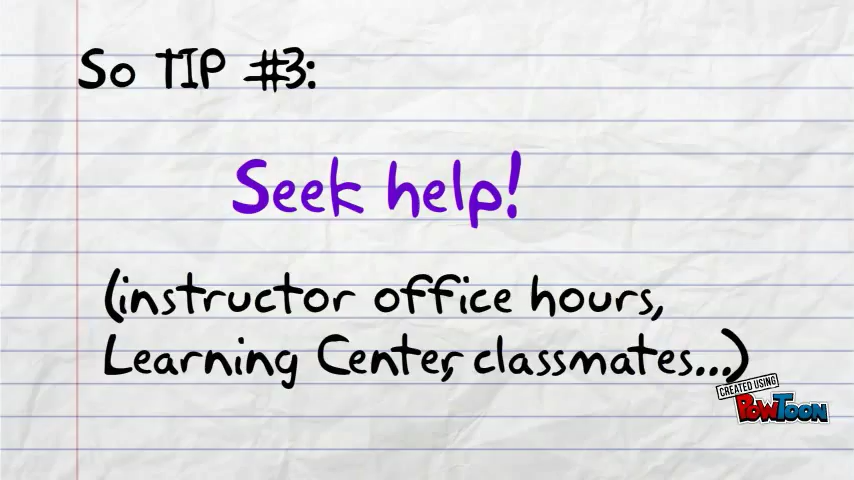 So TIP #3:
Seek help!
(instructor office hours,
Learning Center, classmates...)
CREATED USING
POWTOON